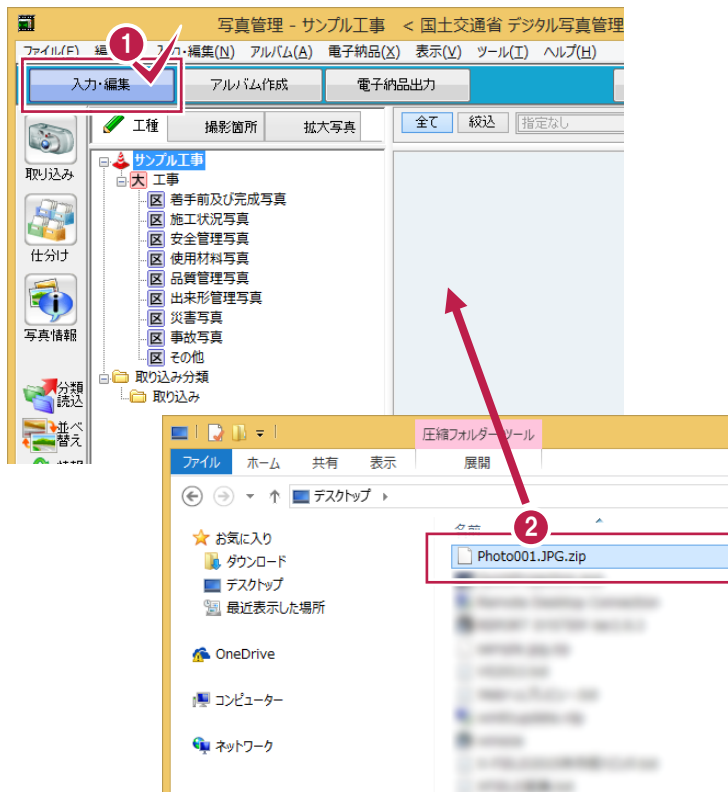 写真管理 - サンプル工事 < 国土交通省 デジタル写真管理
ファイル(F) 編 入力・編集(N) アルバム(A) 電子納品(X) 表示(V) ツール(T) ヘルプ(H)
1
入力・編集 アルバム作成 電子納品出力
工種 撮影箇所 拡大写真 全て 絞込 指定なし
取り込み
仕分け
写真情報
分類
読込
並べ
替え
サンプル工事
大 工事
区 着手前及び完成写真
区 施工状況写真
区 安全管理写真
区 使用材料写真
区 品質管理写真
区 出来形管理写真
区 災害写真
区 事故写真
区 その他
取り込み分類
取り込み
圧縮フォルダー ツール
ファイル ホーム 共有 表示 展開
デスクトップ
2
名前
Photo001.JPG.zip
お気に入り
ダウンロード
デスクトップ
最近表示した場所
OneDrive
コンピューター
ネットワーク